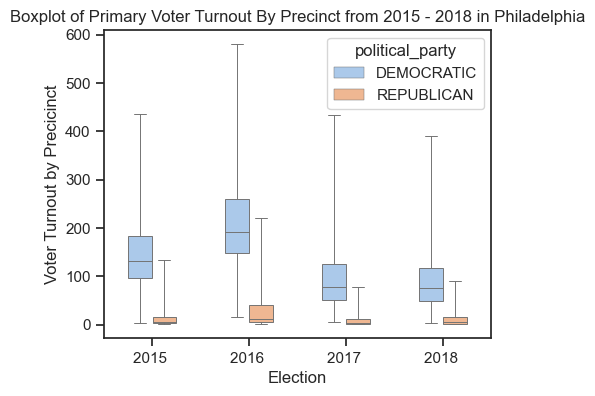 Boxplot of Primary Voter Turnout By Precinct from 2015 - 2018 in Philadelphia
political_party
DEMOCRATIC
REPUBLICAN
Voter Turnout by Precicinct
600
500
400
300
200
100
0
2015 2016 2017 2018
Election